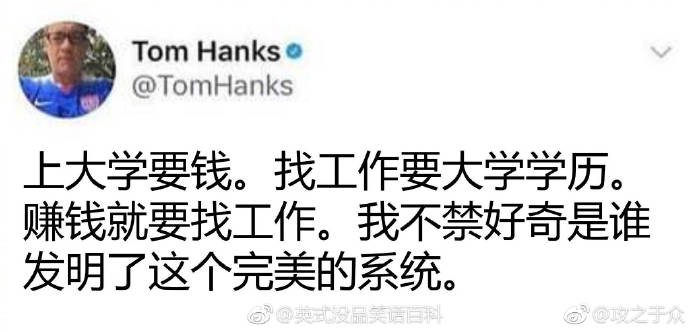 Tom Hanks
@TomHanks
上大学要钱。找工作要大学学历。
赚钱就要找工作。我不禁好奇是谁
发明了这个完美的系统。
@英式没品笑话百科
@攻之于众